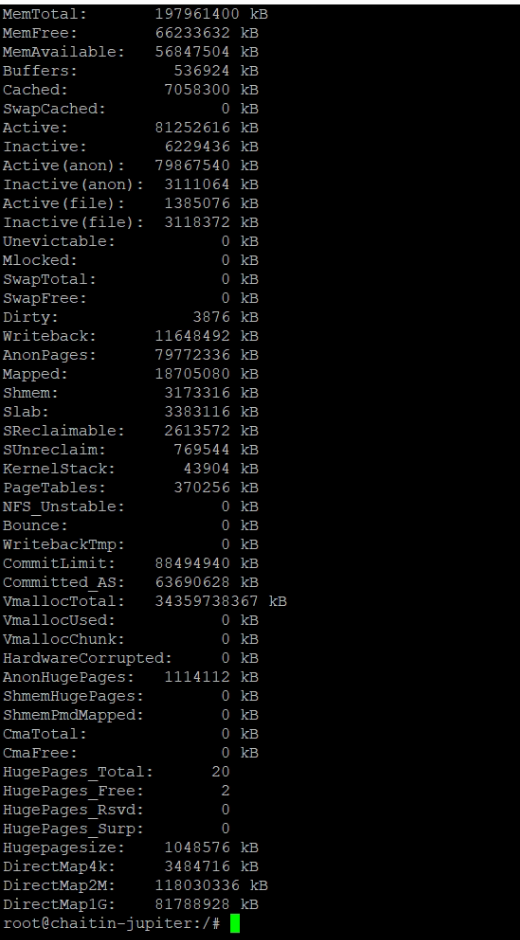 MemTotal: 197961400 kB
MemFree: 66233632 kB
MemAvailable: 56847504 kB
Buffers: 536924 kB
Cached: 7058300 kB
SwapCached: 0 kB
Active: 81252616 kB
Inactive: 6229436 kB
Active(anon): 79867540 kB
Inactive(anon): 3111064 kB
Active(file): 1385076 kB
Inactive(file): 3118372 kB
Unevictable: 0 kB
Mlocked: 0 kB
SwapTotal: 0 kB
SwapFree: 0 kB
Dirty: 3876 kB
Writeback: 11648492 kB
AnonPages: 79772336 kB
Mapped: 18705080 kB
Shmem: 3173316 kB
Slab: 3383116 kB
SReclaimable: 2613572 kB
SUnreclaim: 769544 kB
KernelStack: 43904 kB
PageTables: 370256 kB
NFS_Unstable: 0 kB
Bounce: 0 kB
WritebackTmp: 0 kB
CommitLimit: 88494940 kB
Committed_AS: 63690628 kB
VmallocTotal: 34359738367 kB
VmallocUsed: 0 kB
VmallocChunk: 0 kB
HardwareCorrupted: 0 kB
AnonHugePages: 1114112 kB
ShmemHugePages: 0 kB
ShmemPmdMapped: 0 kB
CmaTotal: 0 kB
CmaFree: 0 kB
HugePages_Total: 20
HugePages_Free: 2
HugePages_Rsvd: 0
HugePages_Surp: 0
Hugepagesize: 1048576 kB
DirectMap4k: 3484716 kB
DirectMap2M: 118030336 kB
DirectMap1G: 81788928 kB
root@chaitin-jupiter:/#